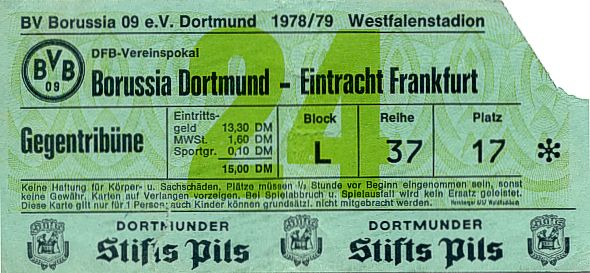 BV Borussia 09 e.V. Dortmund 1978/79 Westfalenstadion
DFB-Vereinspokal
BVB
09
Borussia Dortmund - Eintracht Frankfurt
24
Gegentribüne
Eintritts-
geld 13,30 DM
MWSt. 1,60 DM
Sportgr. 0,10 DM
15,00 DM
Block
L
Reihe
37
Platz
17 *
Keine Haftung für Körper- u. Sachschäden, Plätze müssen ½ Stunde vor Beginn eingenommen sein, sonst
keine Gewähr. Karten auf Verlangen vorzeigen. Bei Spielabbruch u. Spielausfall wird kein Ersatz geleistet.
Diese Karte gilt nur für 1 Person; auch Kinder können grundsätzl. nicht mitgebracht werden.
DORTMUNDER DORTMUNDER
Stifts Pils Stifts Pils